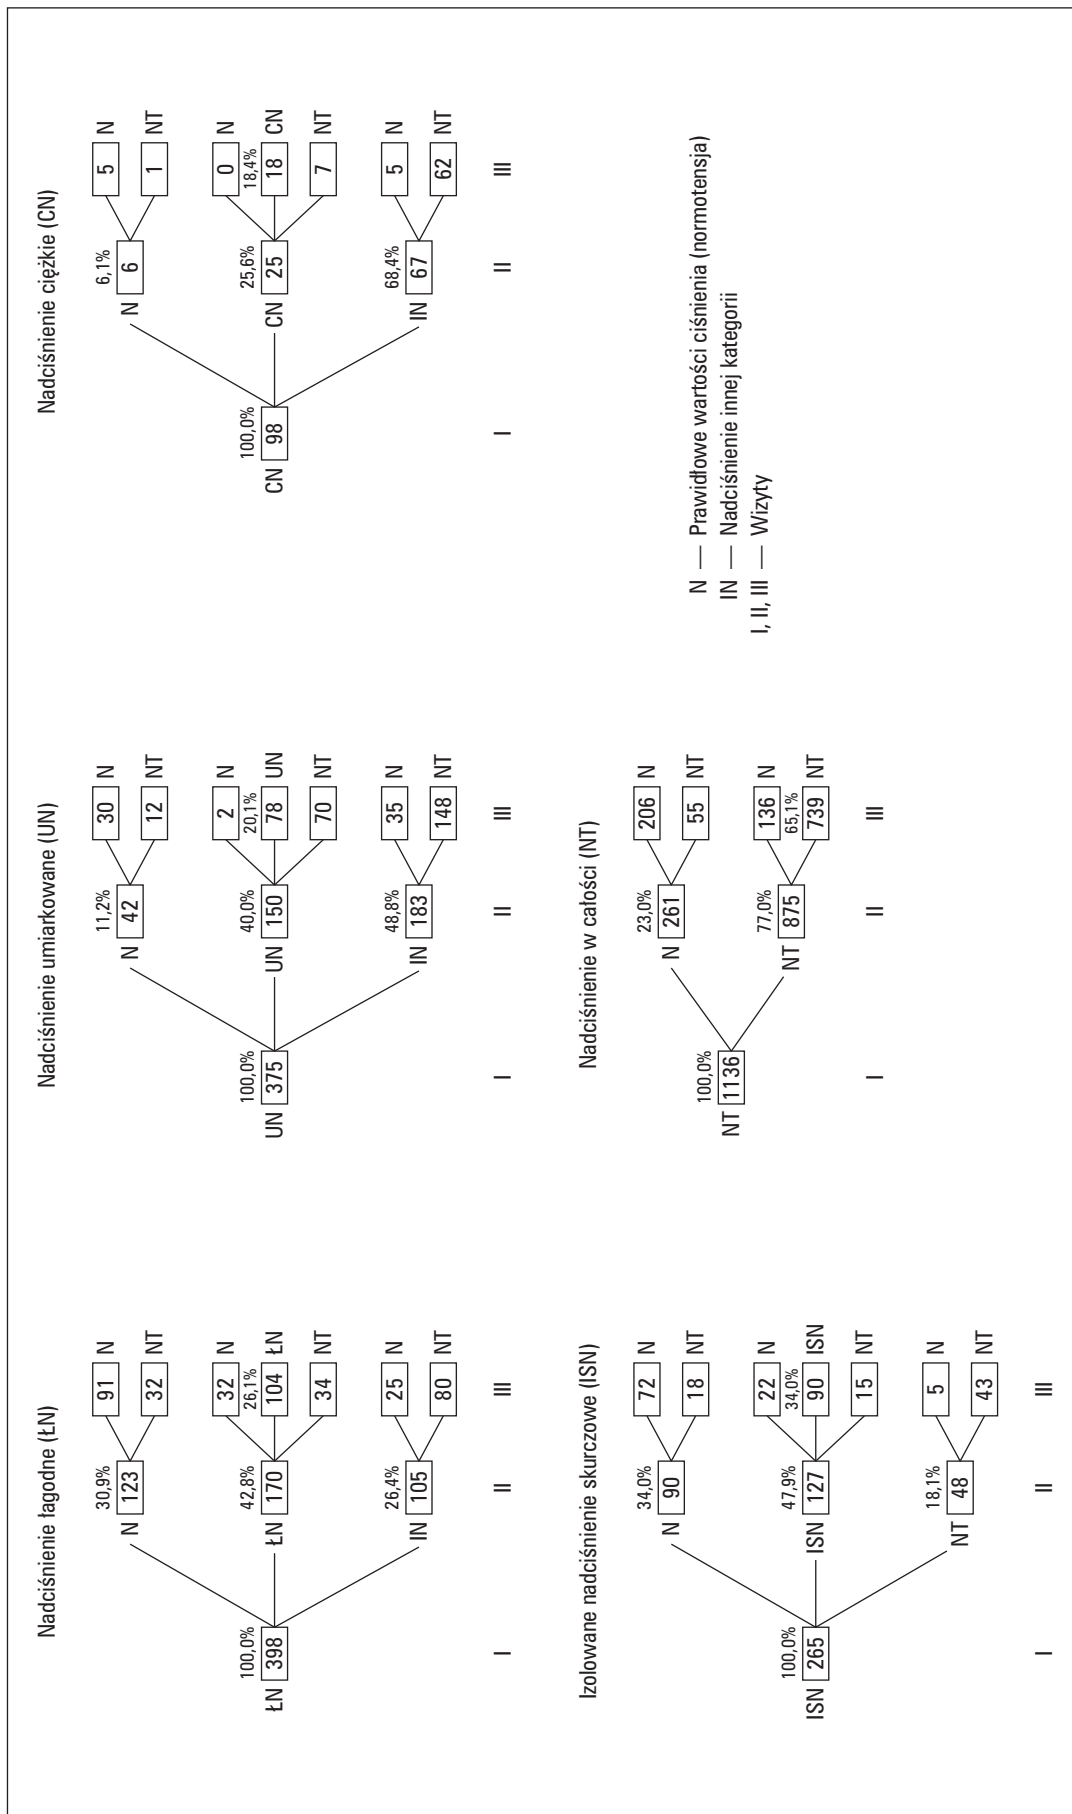 Nadciśnienie łagodne (ŁN)
30,9%
N 123
91 N
32 NT
100,0%
ŁN 398
42,8%
ŁN 170
32 N
26,1%
104 ŁN
34 NT
26,4%
IN 105
25 N
80 NT
I II III
Nadciśnienie umiarkowane (UN)
11,2%
N 42
30 N
12 NT
100,0%
UN 375
40,0%
UN 150
2 N
20,1%
78 UN
70 NT
48,8%
IN 183
35 N
148 NT
I II III
Nadciśnienie ciężkie (CN)
6,1%
N 6
5 N
1 NT
100,0%
CN 98
25,6%
CN 25
0 N
18,4%
18 CN
7 NT
68,4%
IN 67
5 N
62 NT
I II III
Izolowane nadciśnienie skurczowe (ISN)
34,0%
N 90
72 N
18 NT
100,0%
ISN 265
47,9%
ISN 127
22 N
34,0%
90 ISN
15 NT
18,1%
NT 48
5 N
43 NT
I II III
Nadciśnienie w całości (NT)
23,0%
N 261
206 N
55 NT
100,0%
NT 1136
77,0%
NT 875
136 N
65,1%
739 NT
I II III
N — Prawidłowe wartości ciśnienia (normotensja)
IN — Nadciśnienie innej kategorii
I, II, III — Wizyty